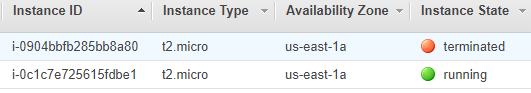 Instance ID Instance Type Availability Zone Instance State
i-0904bbfb285bb8a80 t2.micro us-east-1a terminated
i-0c1c7e725615fdbe1 t2.micro us-east-1a running